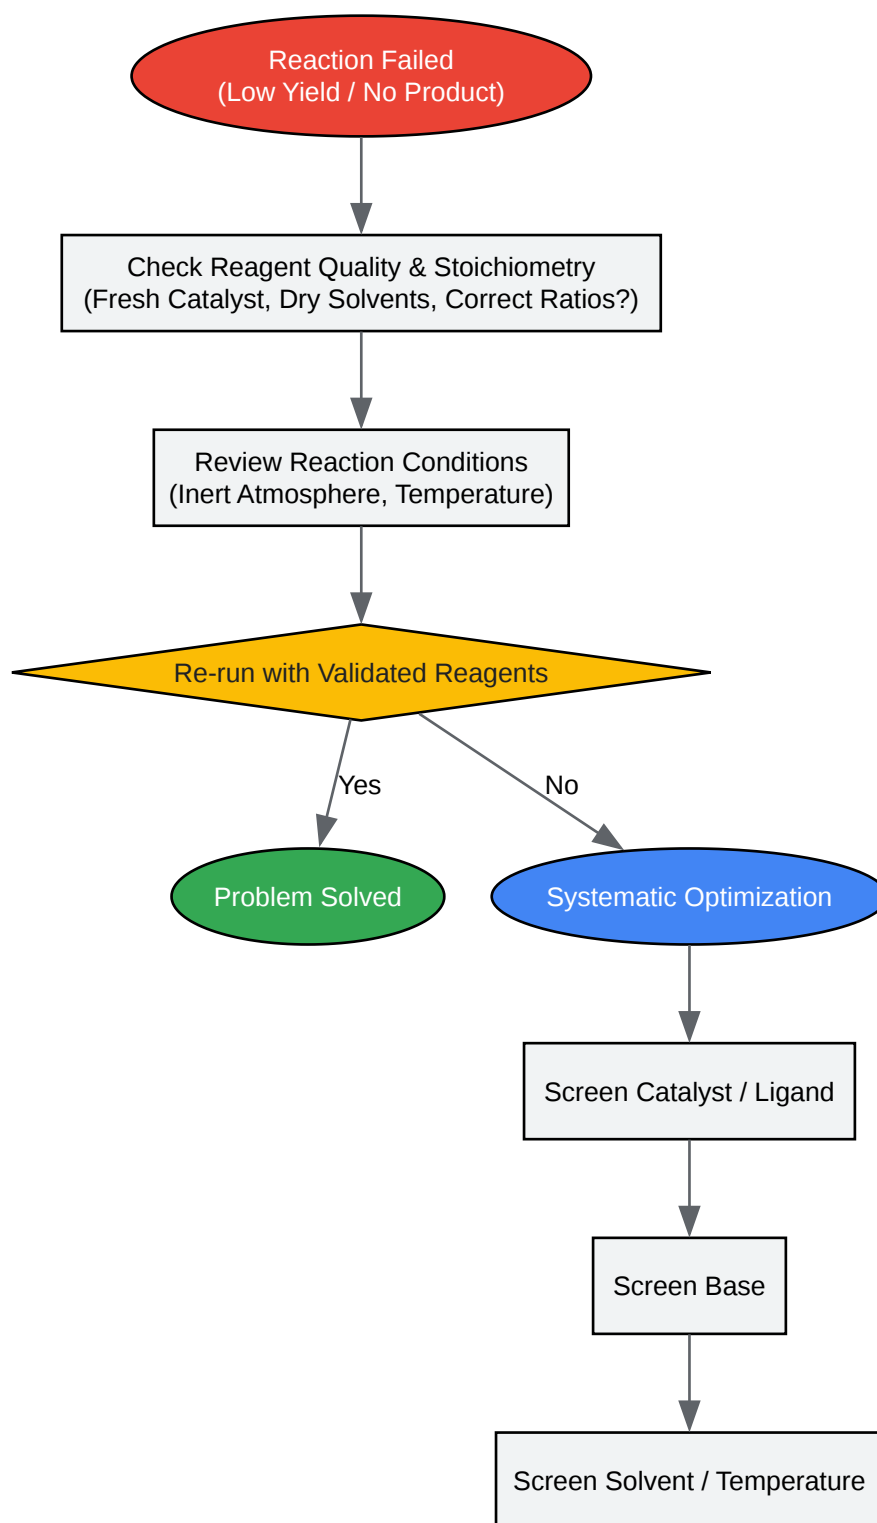 Reaction Failed
(Low Yield / No Product)
Check Reagent Quality & Stoichiometry
(Fresh Catalyst, Dry Solvents, Correct Ratios?)
Review Reaction Conditions
(Inert Atmosphere, Temperature)
Re-run with Validated Reagents
Yes
No
Problem Solved
Systematic Optimization
Screen Catalyst / Ligand
Screen Base
Screen Solvent / Temperature